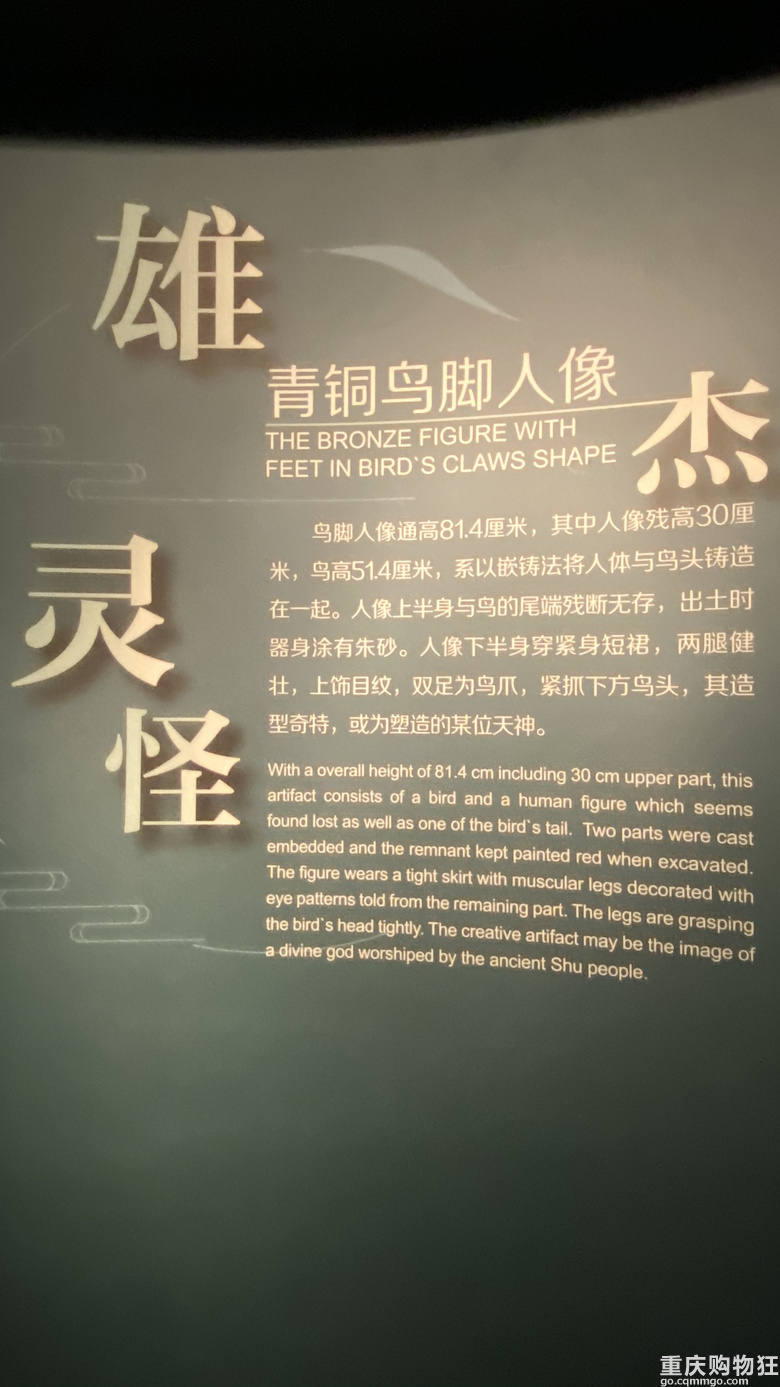 雄
杰
灵
怪
青铜鸟脚人像
THE BRONZE FIGURE WITH
FEET IN BIRD`S CLAWS SHAPE
鸟脚人像通高81.4厘米，其中人像残高30厘
米，鸟高51.4厘米，系以嵌铸法将人体与鸟头铸造
在一起。人像上半身与鸟的尾端残断无存，出土时
器身涂有朱砂。人像下半身穿紧身短裙，两腿健
壮，上饰目纹，双足为鸟爪，紧抓下方鸟头，其造
型奇特，或为塑造的某位天神。
With a overall height of 81.4 cm including 30 cm upper part, this
artifact consists of a bird and a human figure which seems
found lost as well as one of the bird`s tail. Two parts were cast
embedded and the remnant kept painted red when excavated.
The figure wears a tight skirt with muscular legs decorated with
eye patterns told from the remaining part. The legs are grasping
the bird`s head tightly. The creative artifact may be the image of
a divine god worshiped by the ancient Shu people.
重庆购物狂
go.cqmmgo.com